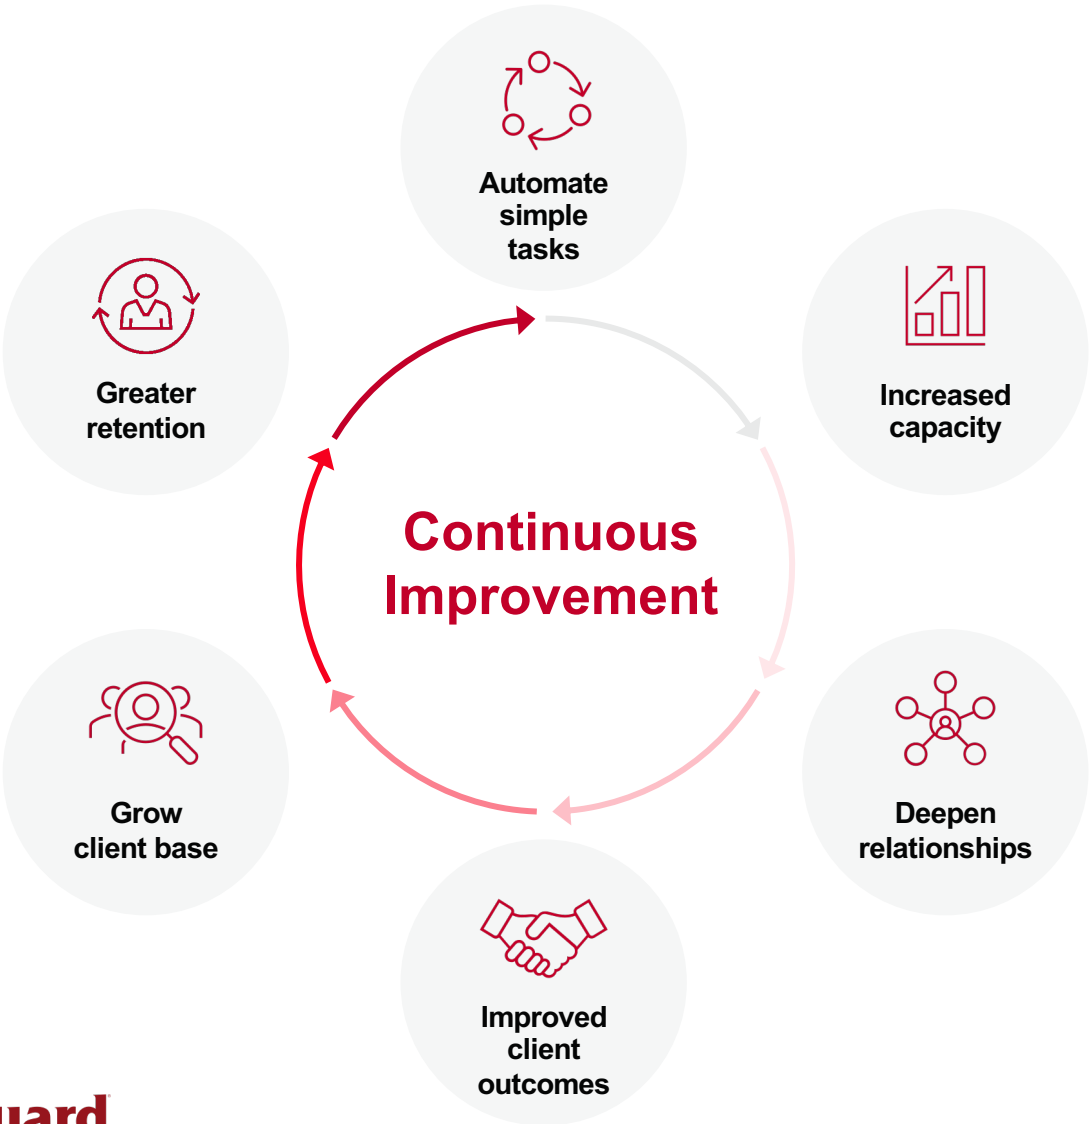 Automate
simple
tasks
Increased
capacity
Deepen
relationships
Improved
client
outcomes
Grow
client base
Greater
retention
Continuous
Improvement